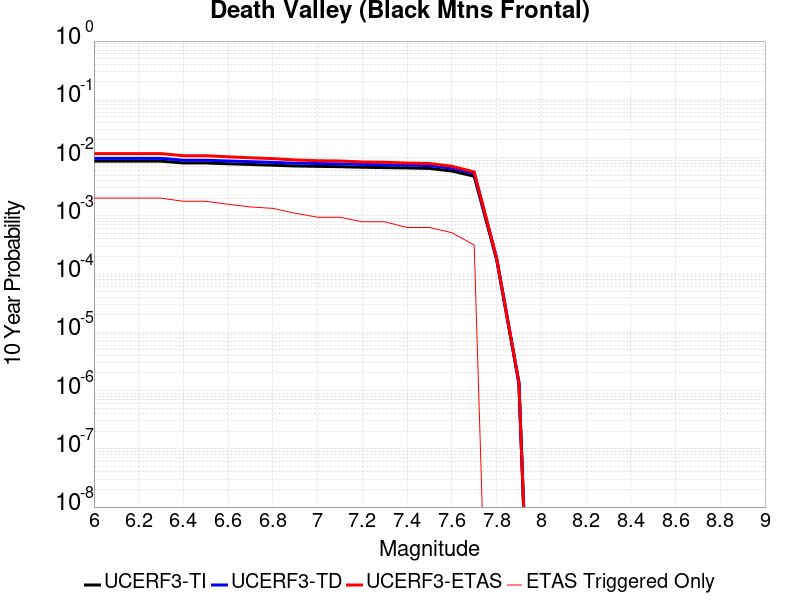 Death Valley (Black Mtns Frontal)
10^0
10^-1
10^-2
10^-3
10^-4
10^-5
10^-6
10^-7
10^-8
10 Year Probability
6 6.2 6.4 6.6 6.8 7 7.2 7.4 7.6 7.8 8 8.2 8.4 8.6 8.8 9
Magnitude
UCERF3-TI UCERF3-TD UCERF3-ETAS ETAS Triggered Only